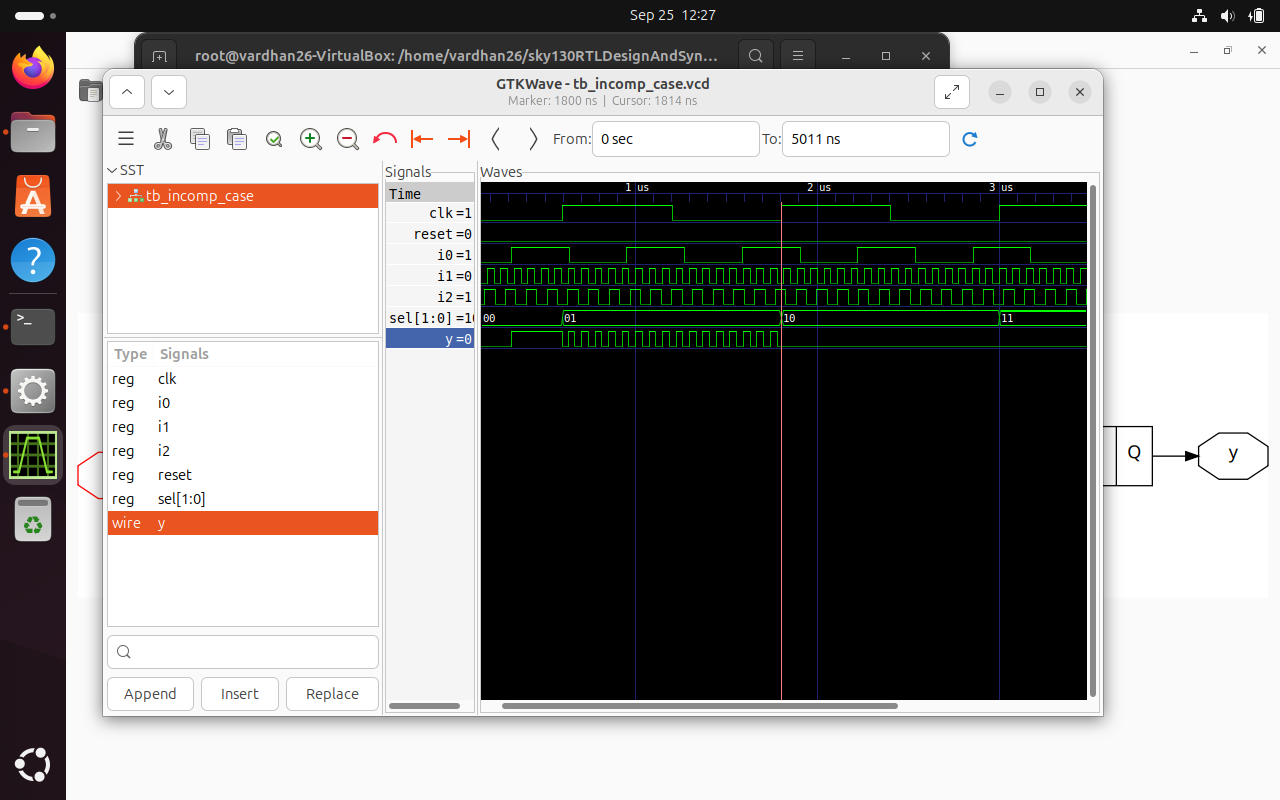 Sep 25 12:27
root@vardhan26-VirtualBox: /home/vardhan26/sky130RTLDesignAndSyn...
GTKWave - tb_incomp_case.vcd
Marker: 1800 ns | Cursor: 1814 ns
From: 0 sec To: 5011 ns
SST
tb_incomp_case
Type Signals
reg clk
reg i0
reg i1
reg i2
reg reset
reg sel[1:0]
wire y
Append Insert Replace
Signals
Time
clk =1
reset =0
i0 =1
i1 =0
i2 =1
sel[1:0] =10
y =0
Waves
1 us 2 us 3 us
00 01 10 11
Q
y
>_